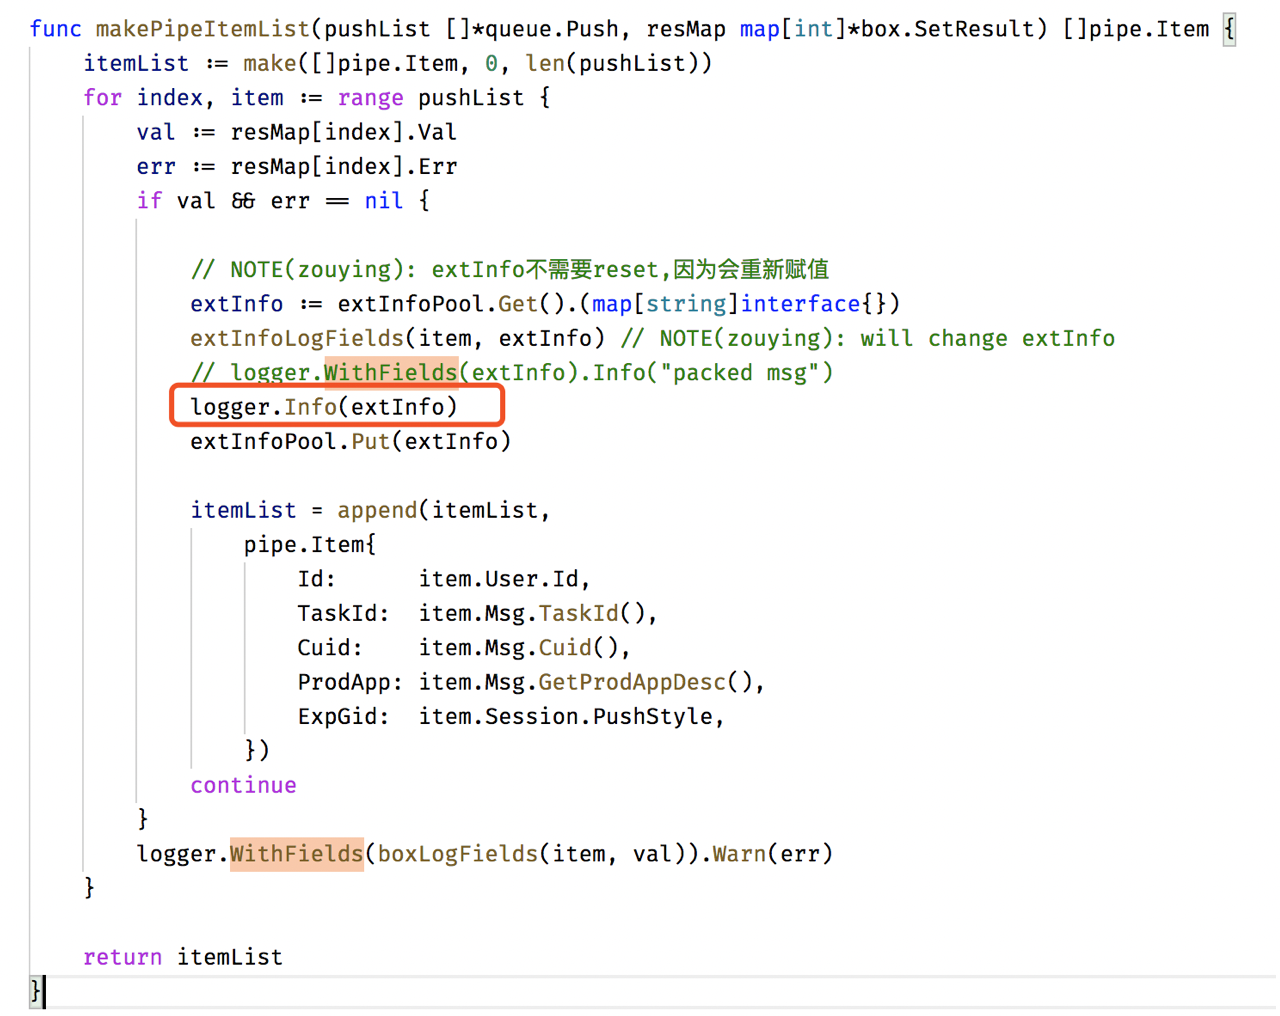 func makePipeItemList(pushList []*queue.Push, resMap map[int]*box.SetResult) []pipe.Item {
    itemList := make([]pipe.Item, 0, len(pushList))
    for index, item := range pushList {
        val := resMap[index].Val
        err := resMap[index].Err
        if val && err == nil {

            // NOTE(zouying): extInfo不需要reset,因为会重新赋值
            extInfo := extInfoPool.Get().(map[string]interface{})
            extInfoLogFields(item, extInfo) // NOTE(zouying): will change extInfo
            // logger.WithFields(extInfo).Info("packed msg")
            logger.Info(extInfo)
            extInfoPool.Put(extInfo)

            itemList = append(itemList,
                pipe.Item{
                    Id:      item.User.Id,
                    TaskId:  item.Msg.TaskId(),
                    Cuid:    item.Msg.Cuid(),
                    ProdApp: item.Msg.GetProdAppDesc(),
                    ExpGid:  item.Session.PushStyle,
                })
            continue
        }
        logger.WithFields(boxLogFields(item, val)).Warn(err)
    }

    return itemList
}